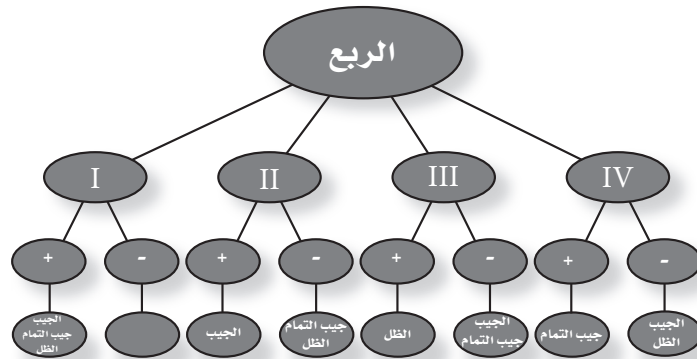 الربع
I
II
III
IV
+
-
+
-
+
-
+
-
الجيب
جيب التمام
الظل
الجيب
جيب التمام
الظل
الظل
الجيب
جيب التمام
جيب التمام
الجيب
الظل